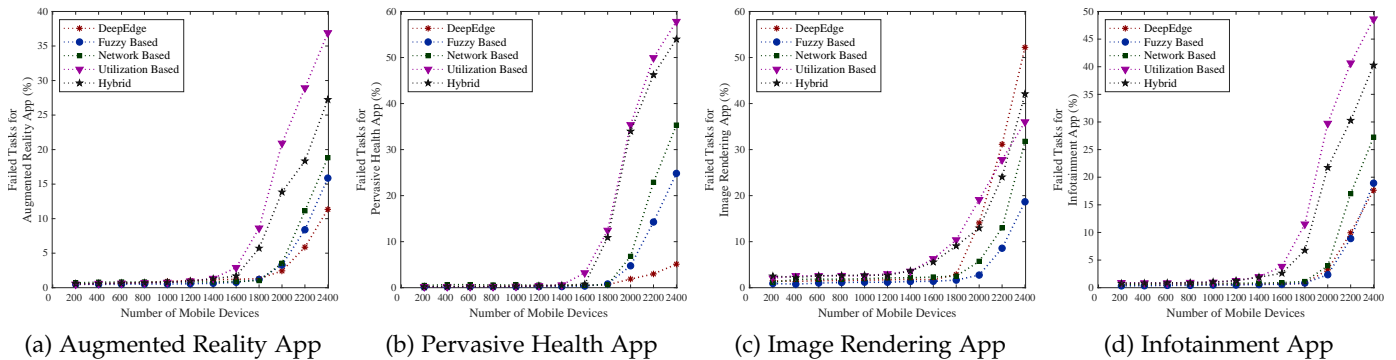 40
35
30
25
20
15
10
5
0
Failed Tasks for
Augmented Reality App (%)
DeepEdge
Fuzzy Based
Network Based
Utilization Based
Hybrid
200 400 600 800 1000 1200 1400 1600 1800 2000 2200 2400
Number of Mobile Devices
(a) Augmented Reality App
60
50
40
30
20
10
0
Failed Tasks for
Pervasive Health App (%)
DeepEdge
Fuzzy Based
Network Based
Utilization Based
Hybrid
200 400 600 800 1000 1200 1400 1600 1800 2000 2200 2400
Number of Mobile Devices
(b) Pervasive Health App
60
50
40
30
20
10
0
Failed Tasks for
Image Rendering App (%)
DeepEdge
Fuzzy Based
Network Based
Utilization Based
Hybrid
200 400 600 800 1000 1200 1400 1600 1800 2000 2200 2400
Number of Mobile Devices
(c) Image Rendering App
50
45
40
35
30
25
20
15
10
5
0
Failed Tasks for
Infotainment App (%)
DeepEdge
Fuzzy Based
Network Based
Utilization Based
Hybrid
200 400 600 800 1000 1200 1400 1600 1800 2000 2200 2400
Number of Mobile Devices
(d) Infotainment App